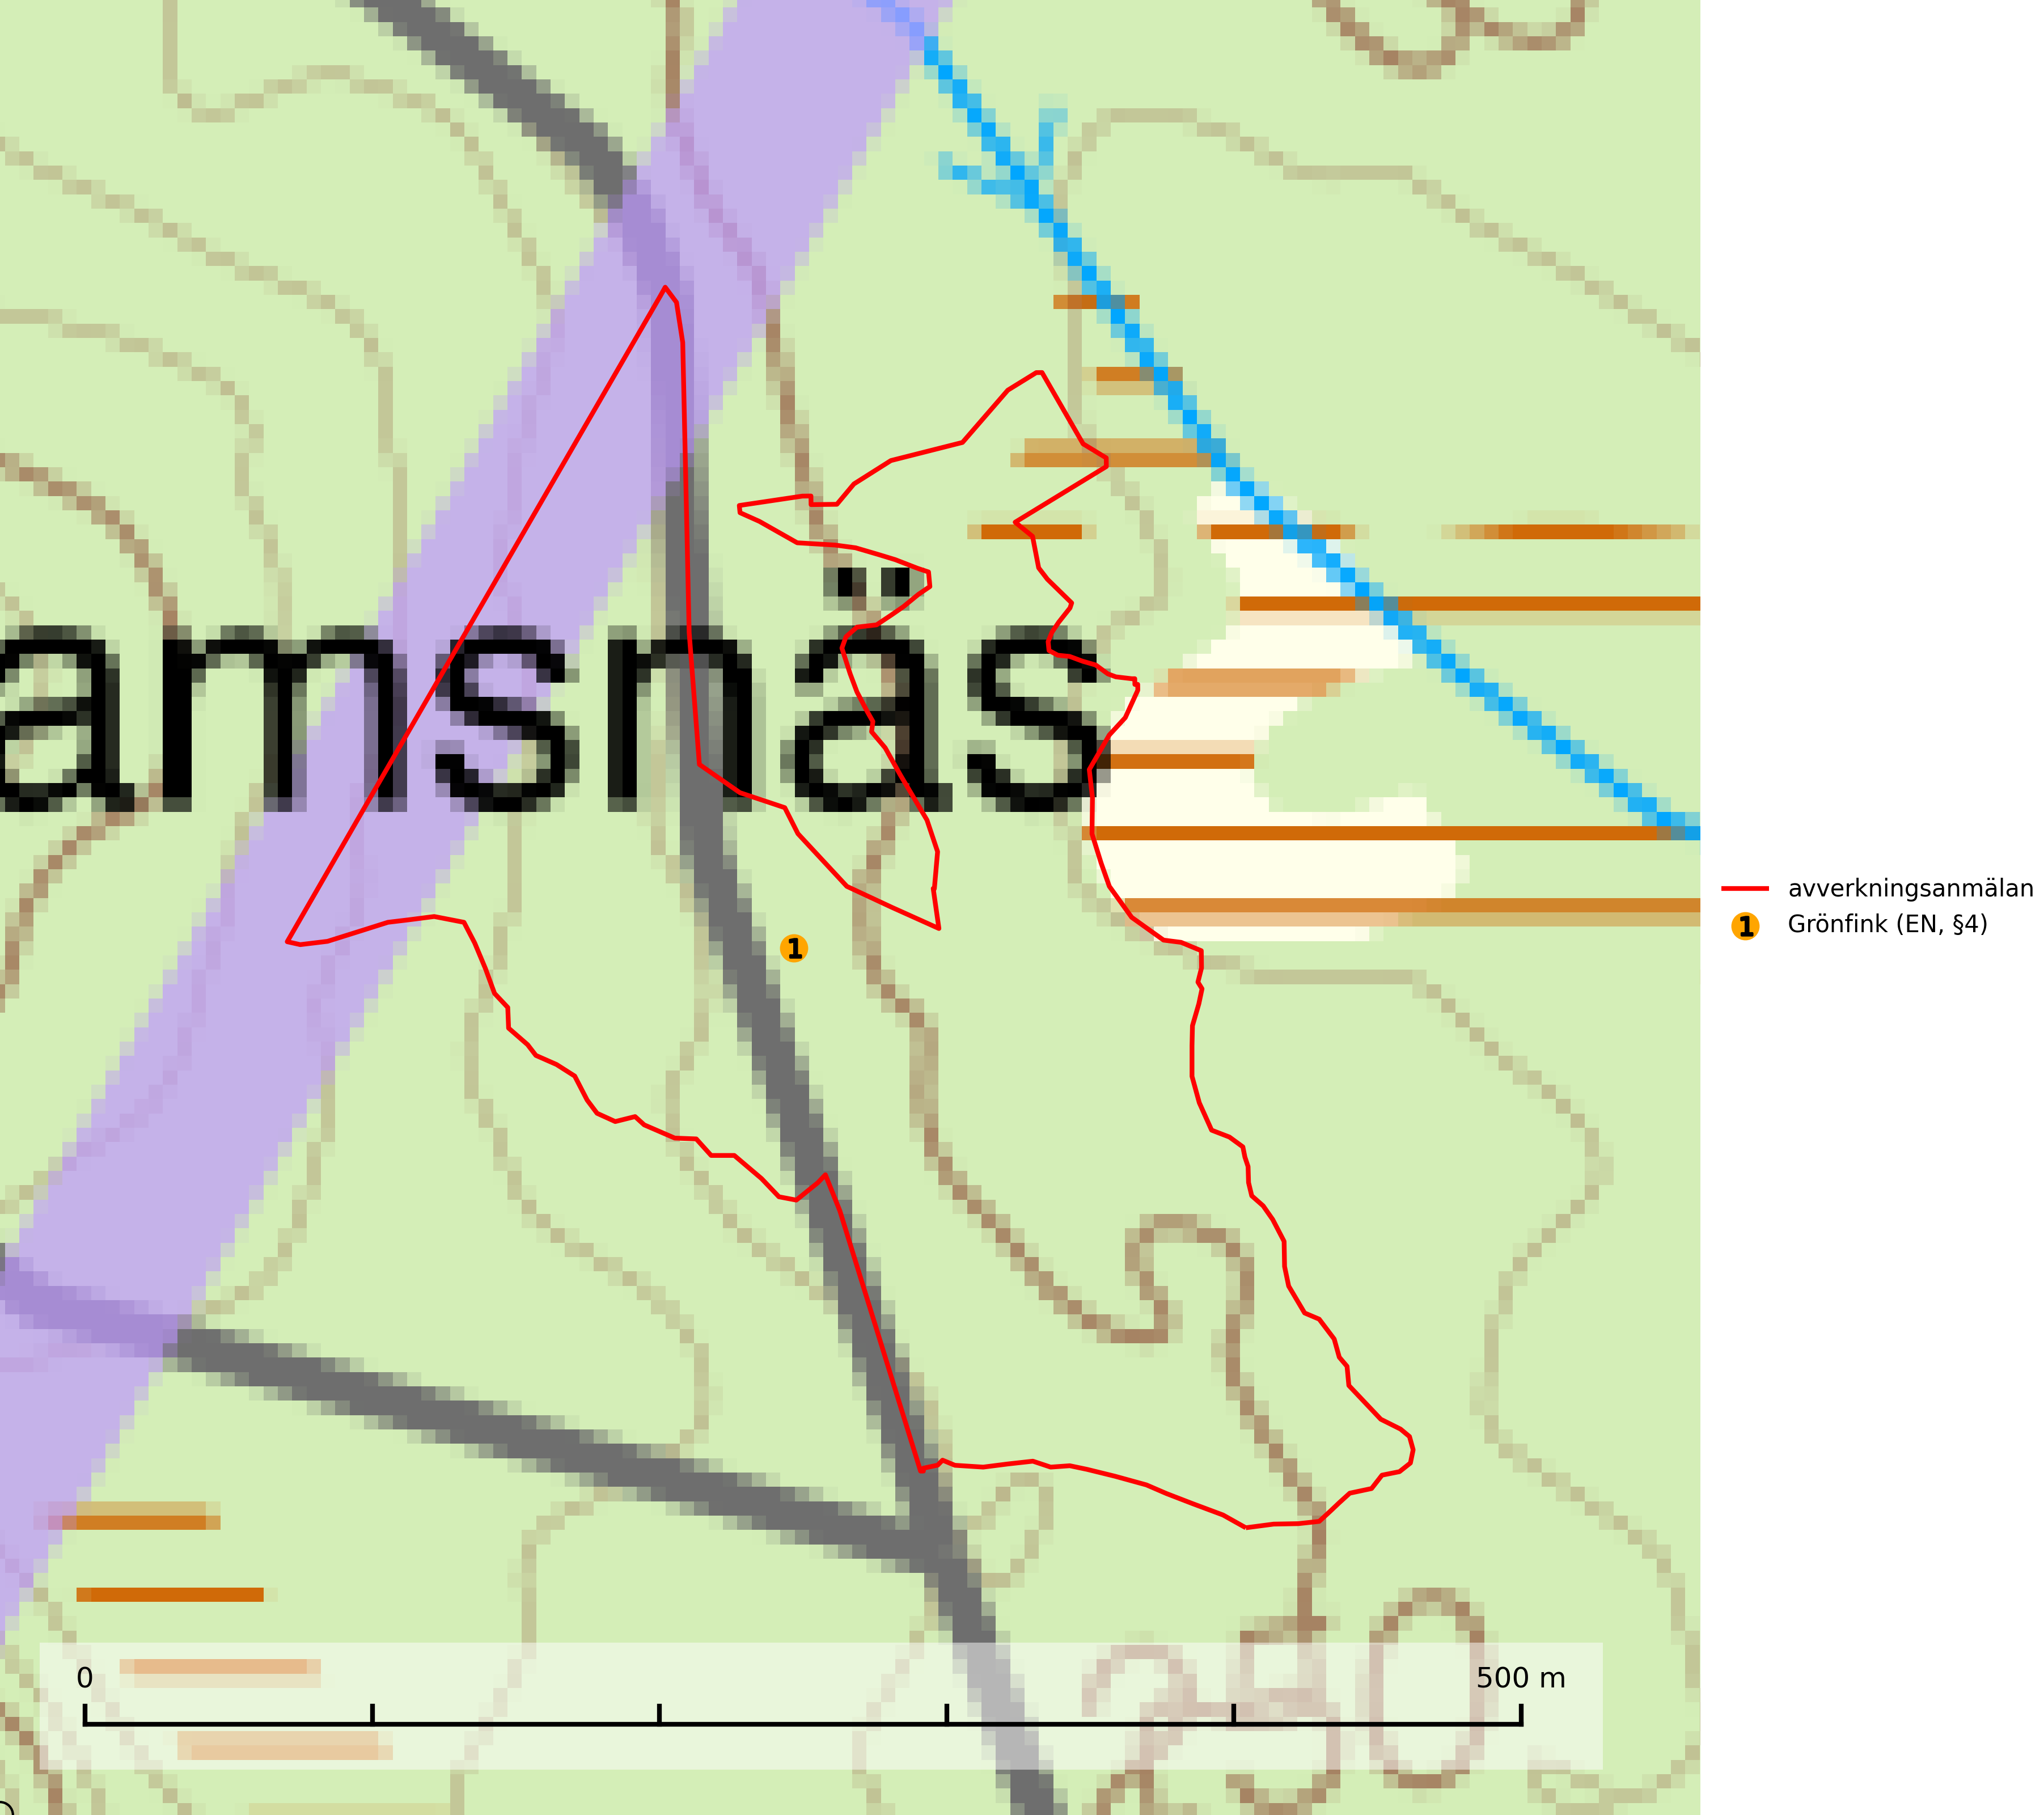 amsnäs
avverkningsanmälan
1 Grönfink (EN, §4)
1
0 500 m